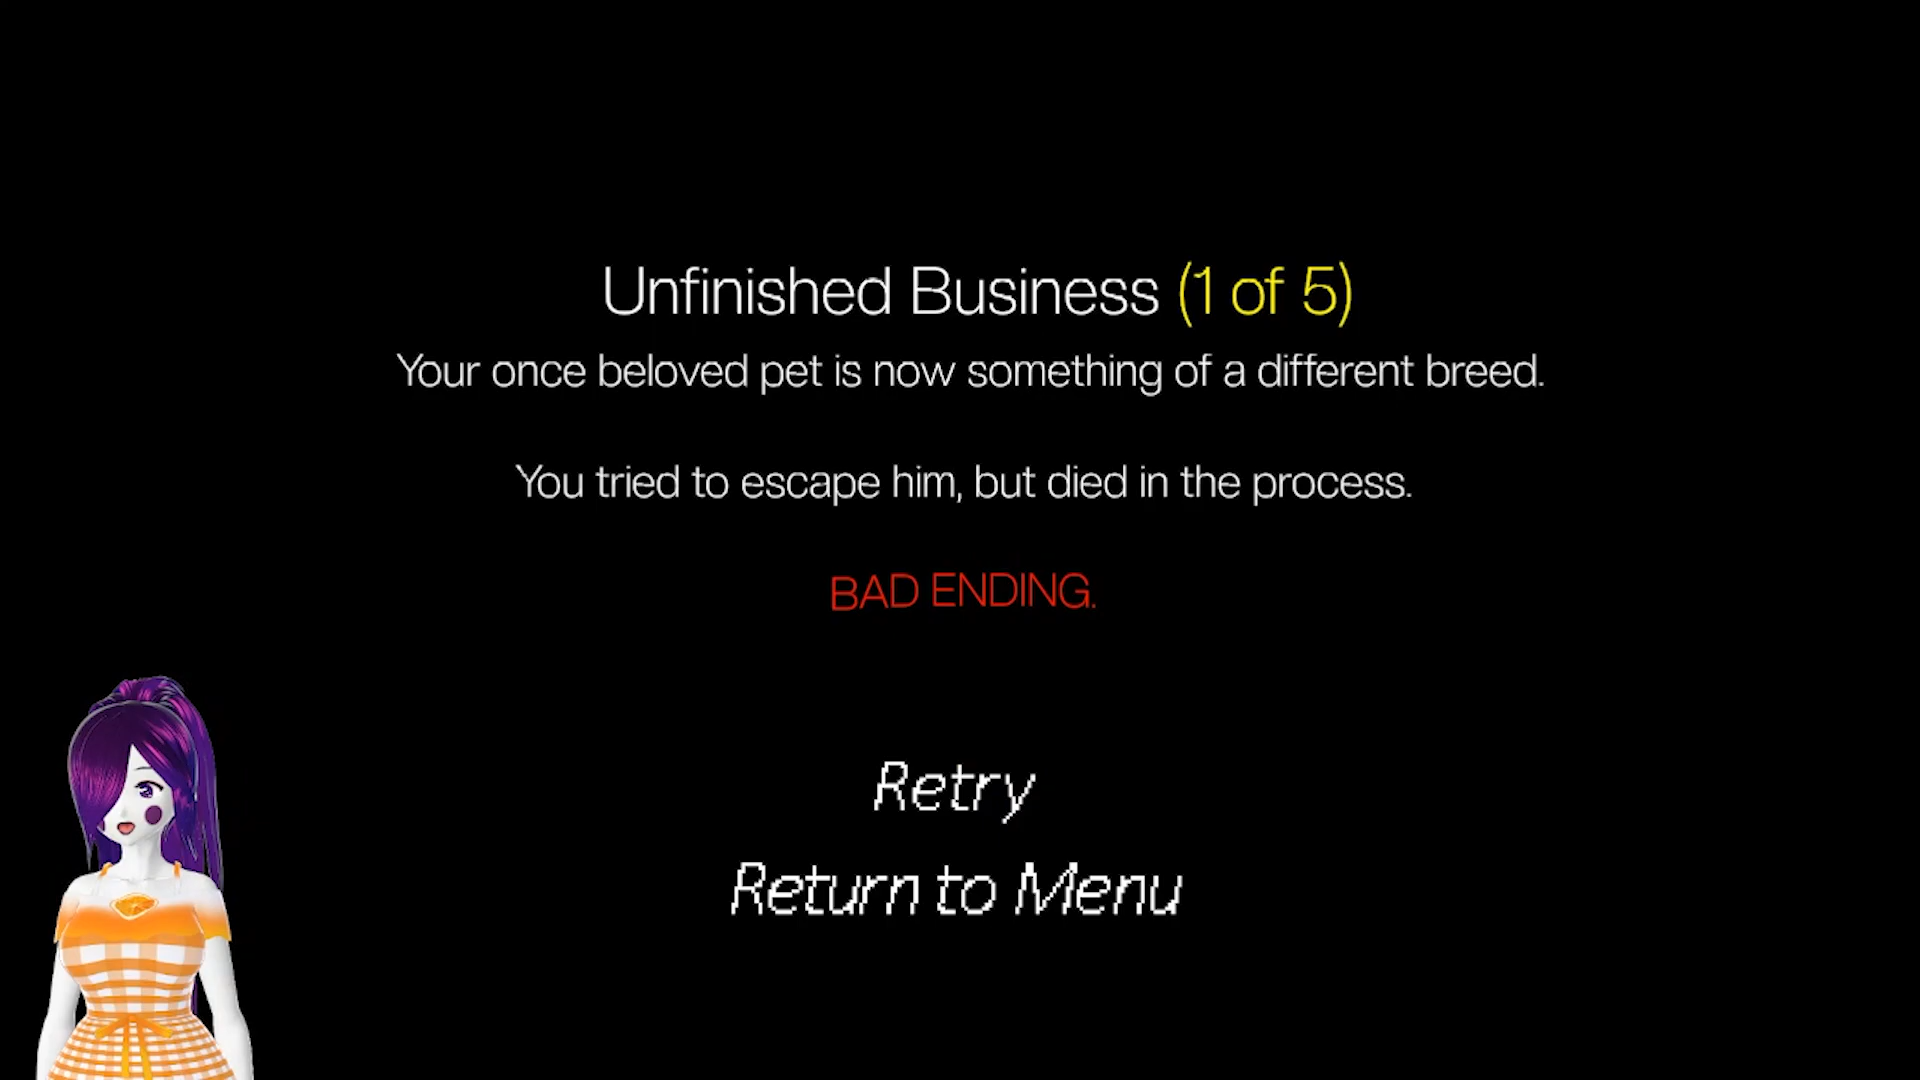 Unfinished Business (1 of 5)
Your once beloved pet is now something of a different breed.
You tried to escape him, but died in the process.
BAD ENDING.
Retry
Return to Menu